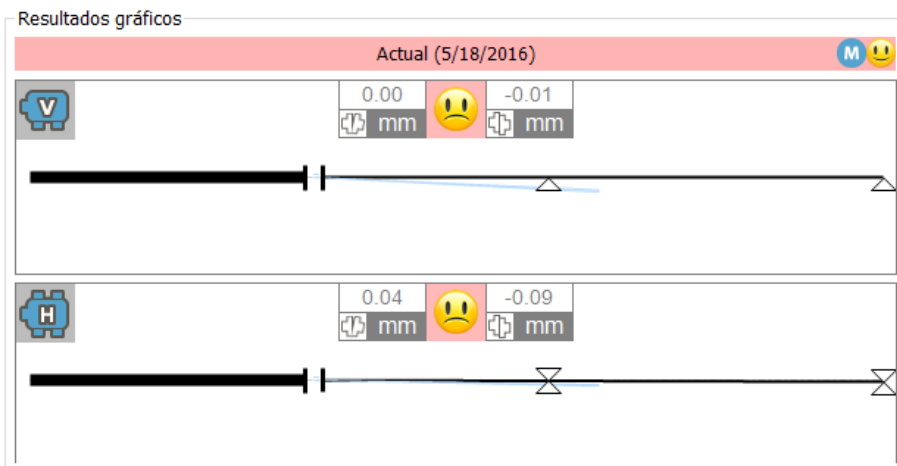 Resultados gráficos
Actual (5/18/2016) M
V 0.00 -0.01
mm mm
H 0.04 -0.09
mm mm